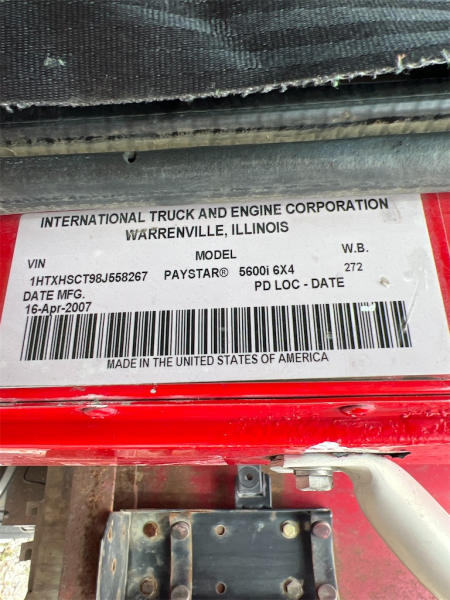 INTERNATIONAL TRUCK AND ENGINE CORPORATION
WARRENVILLE, ILLINOIS
VIN MODEL W.B.
1HTXHSCT98J558267 PAYSTAR® 5600i 6X4 272
DATE MFG. PD LOC - DATE
16-Apr-2007
MADE IN THE UNITED STATES OF AMERICA